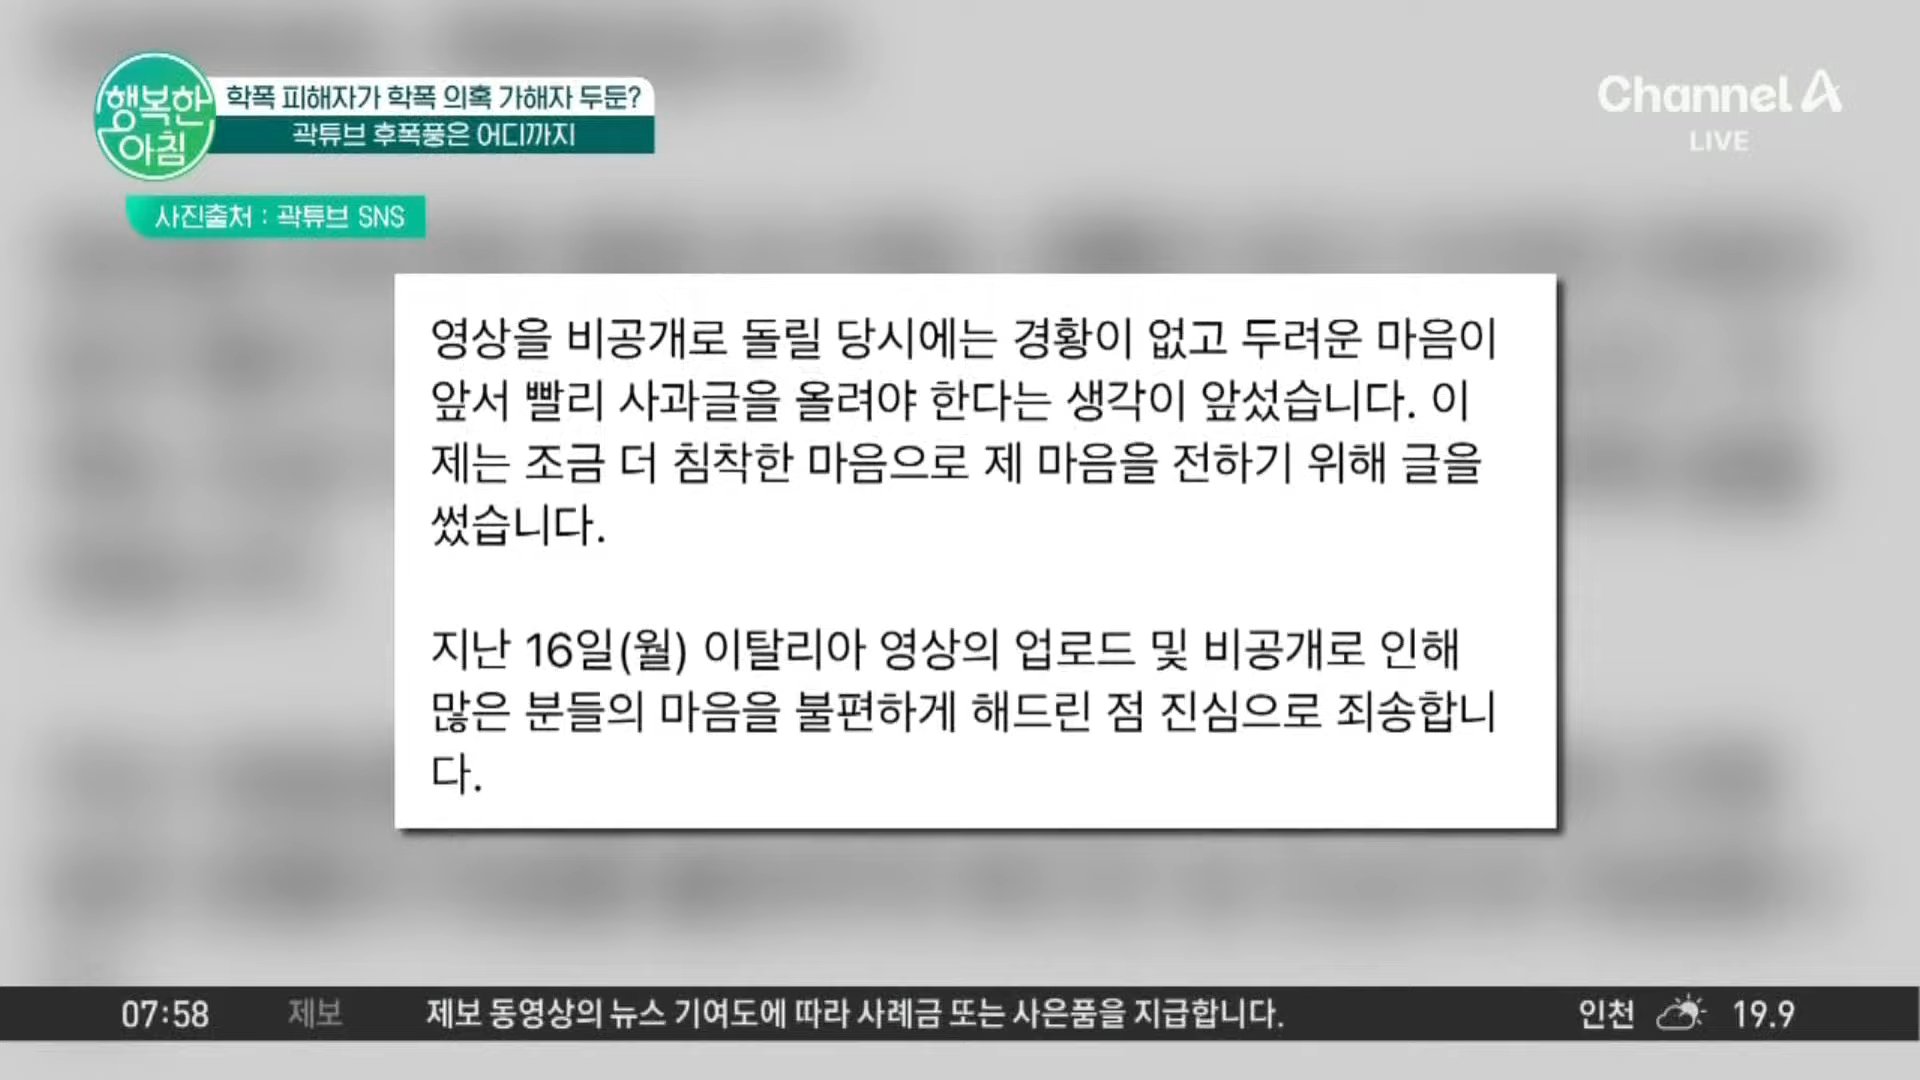 행복한
아침
학폭 피해자가 학폭 의혹 가해자 두둔?
곽튜브 후폭풍은 어디까지
Channel A
LIVE
사진출처 : 곽튜브 SNS
영상을 비공개로 돌릴 당시에는 경황이 없고 두려운 마음이
앞서 빨리 사과글을 올려야 한다는 생각이 앞섰습니다. 이
제는 조금 더 침착한 마음으로 제 마음을 전하기 위해 글을
썼습니다.
지난 16일(월) 이탈리아 영상의 업로드 및 비공개로 인해
많은 분들의 마음을 불편하게 해드린 점 진심으로 죄송합니
다.
07:58 제보 제보 동영상의 뉴스 기여도에 따라 사례금 또는 사은품을 지급합니다. 인천 19.9